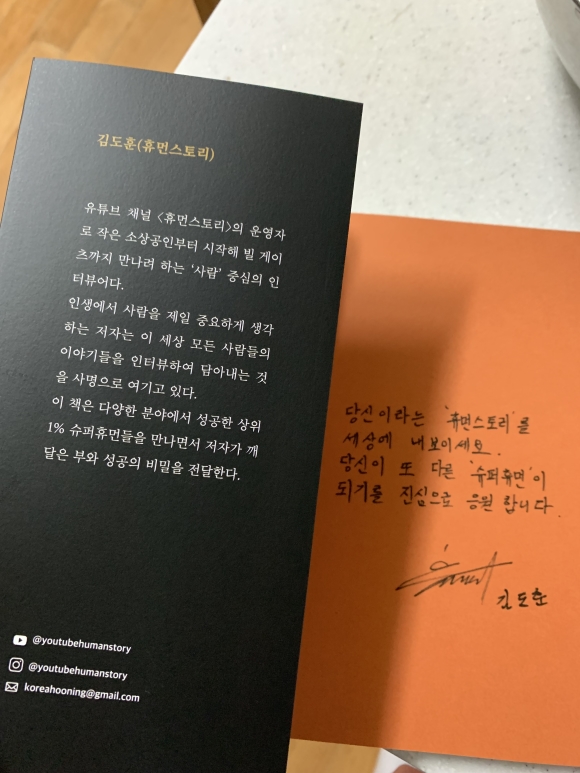 김도훈(휴먼스토리)
유튜브 채널 〈휴먼스토리〉의 운영자
로 작은 소상공인부터 시작해 빌 게이
츠까지 만나려 하는 ‘사람’ 중심의 인
터뷰어다.
인생에서 사람을 제일 중요하게 생각
하는 저자는 이 세상 모든 사람들의
이야기들을 인터뷰하여 담아내는 것
을 사명으로 여기고 있다.
이 책은 다양한 분야에서 성공한 상위
1% 슈퍼휴먼들을 만나면서 저자가 깨
달은 부와 성공의 비밀을 전달한다.
@youtubehumanstory
@youtubehumanstory
koreahooning@gmail.com
당신이라는 '휴먼스토리'를
세상에 내보이세요.
당신이 또 다른 '슈퍼휴먼'이
되기를 진심으로 응원합니다.
김도훈